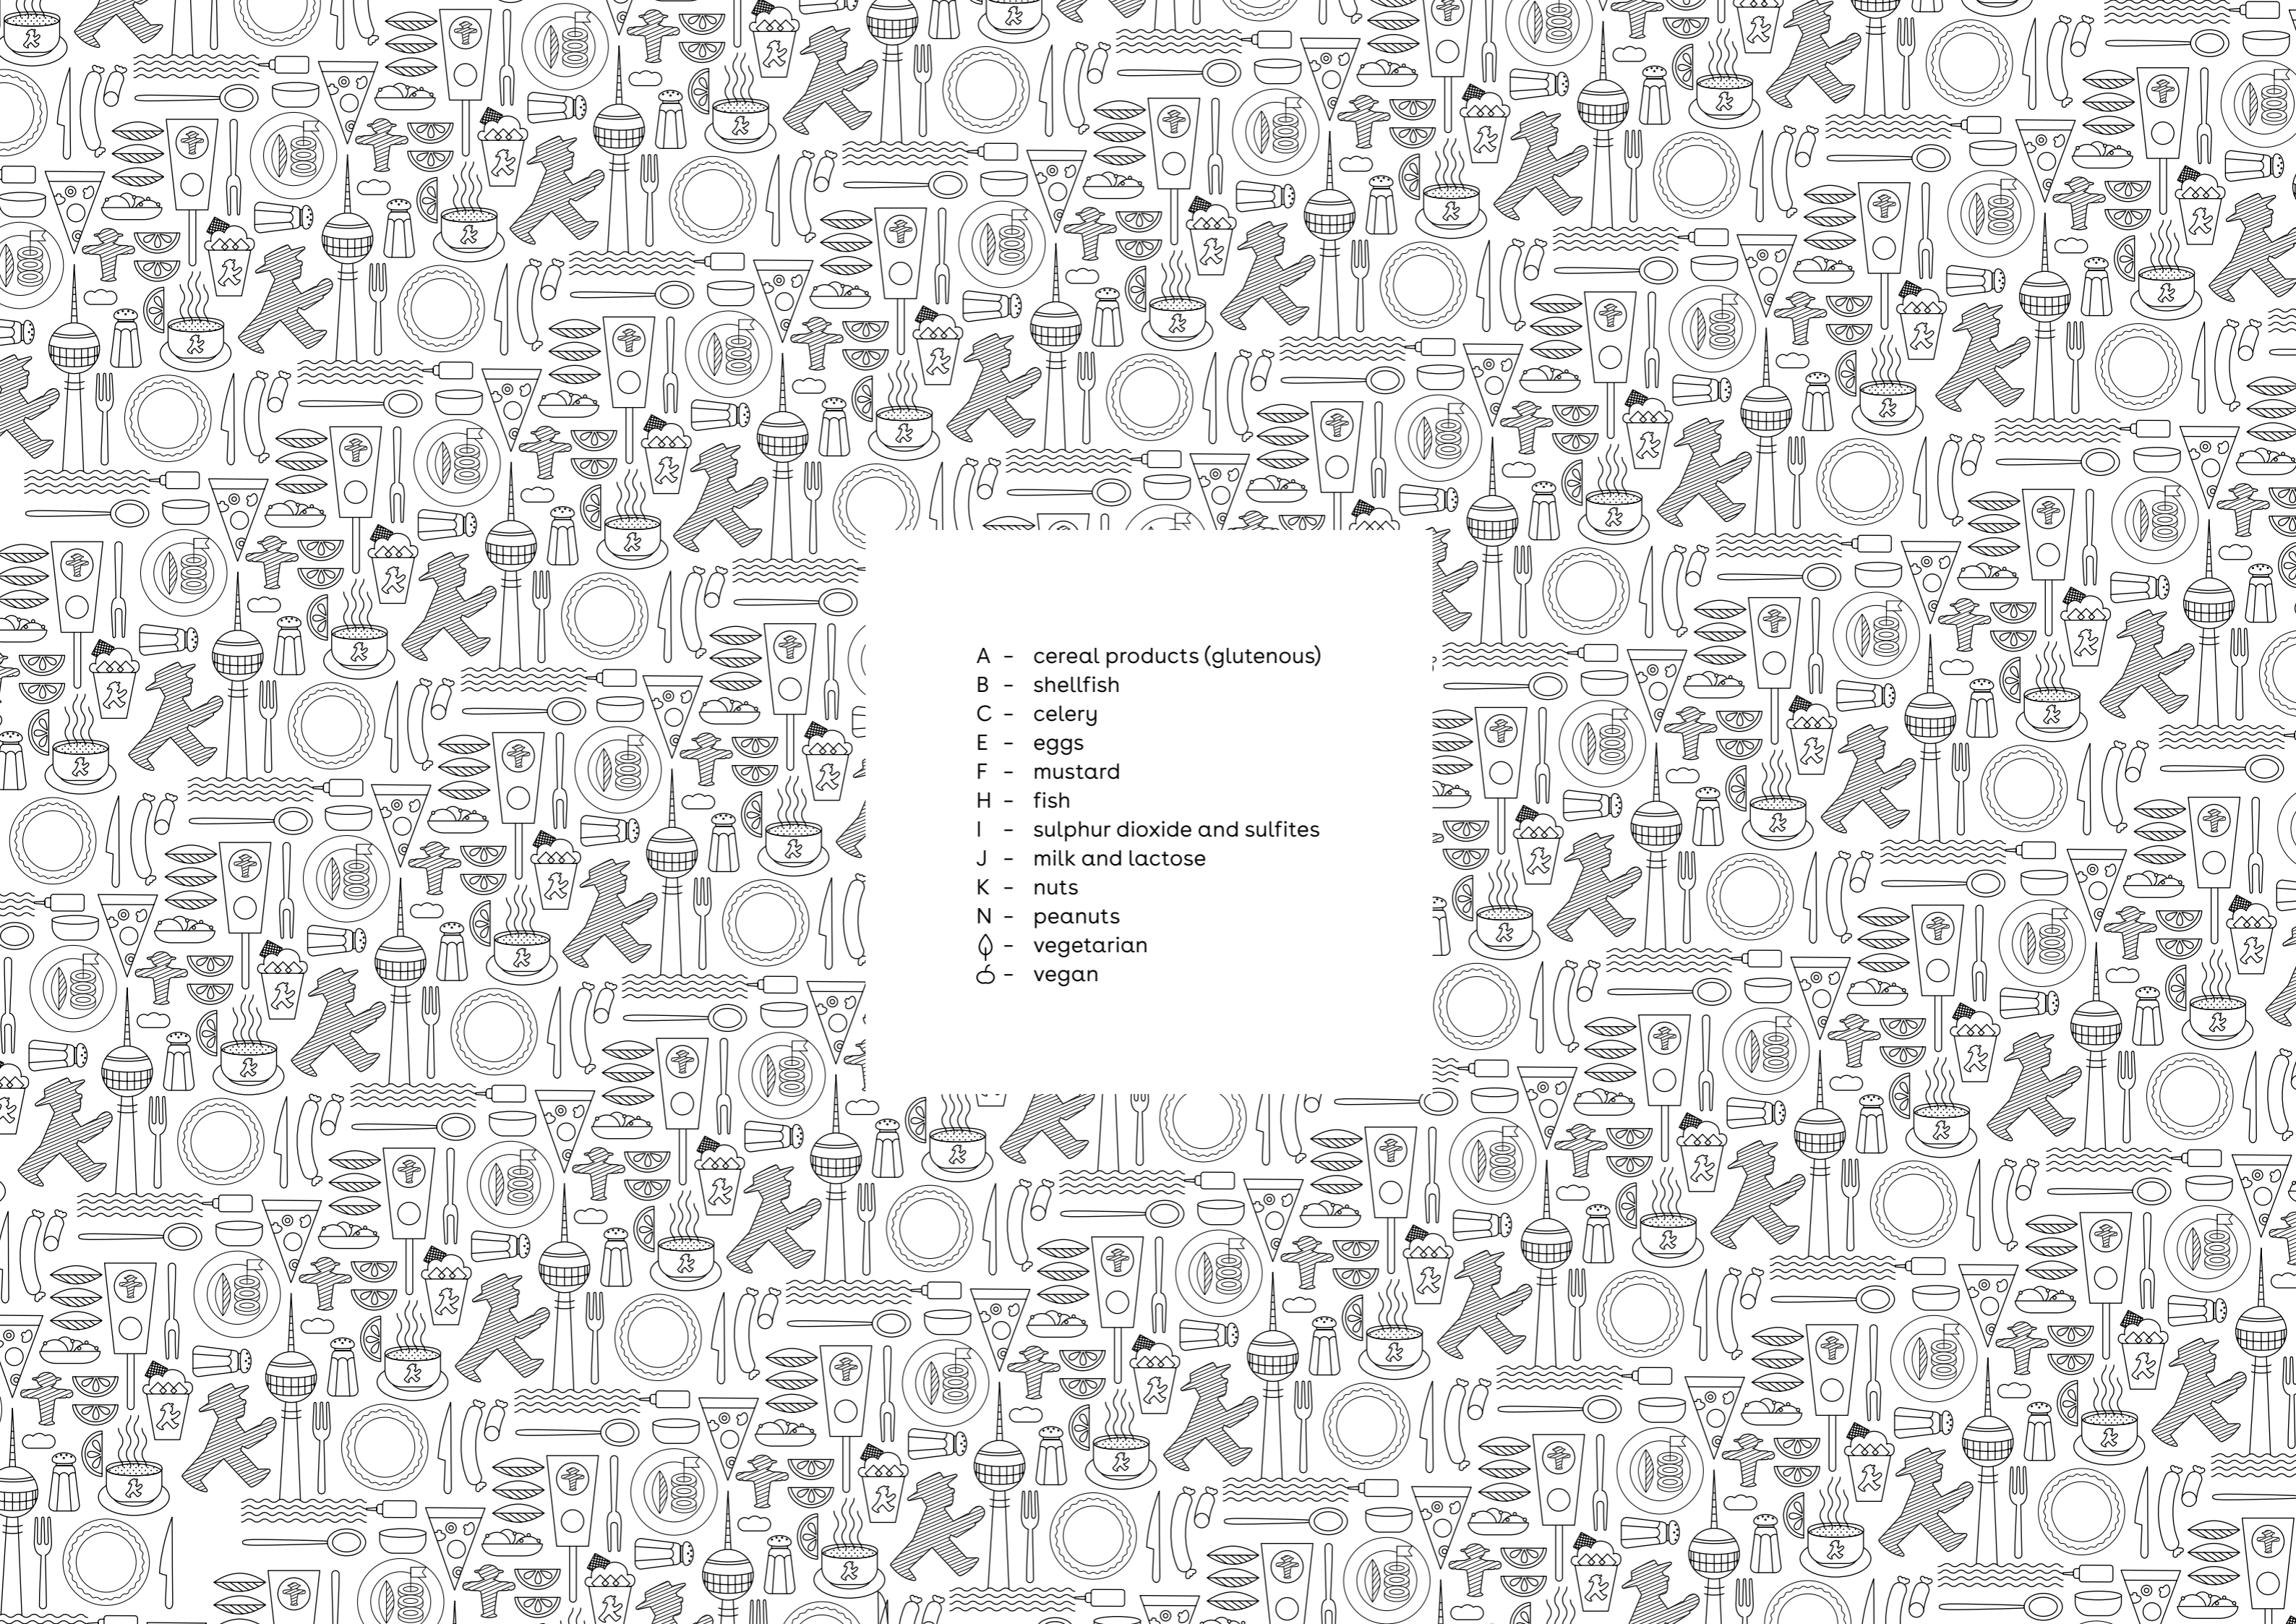 A – cereal products (glutenous)
B – shellfish
C – celery
E – eggs
F – mustard
H – fish
I – sulphur dioxide and sulfites
J – milk and lactose
K – nuts
N – peanuts
– vegetarian
– vegan